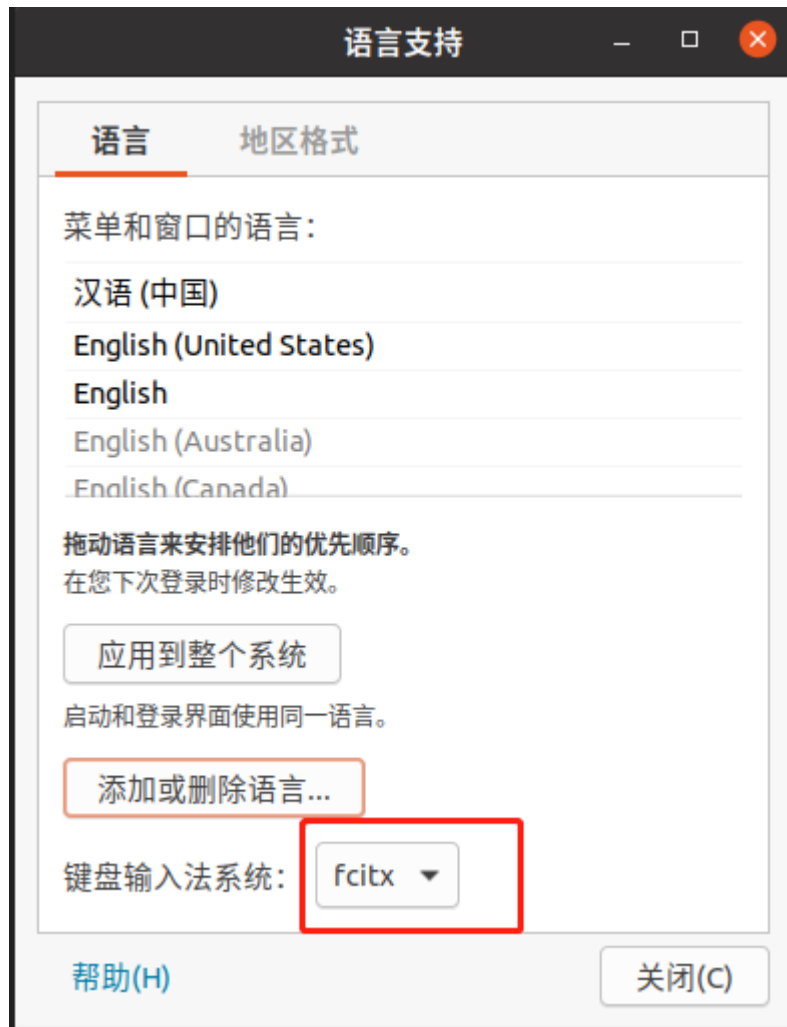 语言支持
语言 地区格式
菜单和窗口的语言：
汉语 (中国)
English (United States)
English
English (Australia)
English (Canada)
拖动语言来安排他们的优先顺序。
在您下次登录时修改生效。
应用到整个系统
启动和登录界面使用同一语言。
添加或删除语言...
键盘输入法系统： fcitx
帮助(H) 关闭(C)